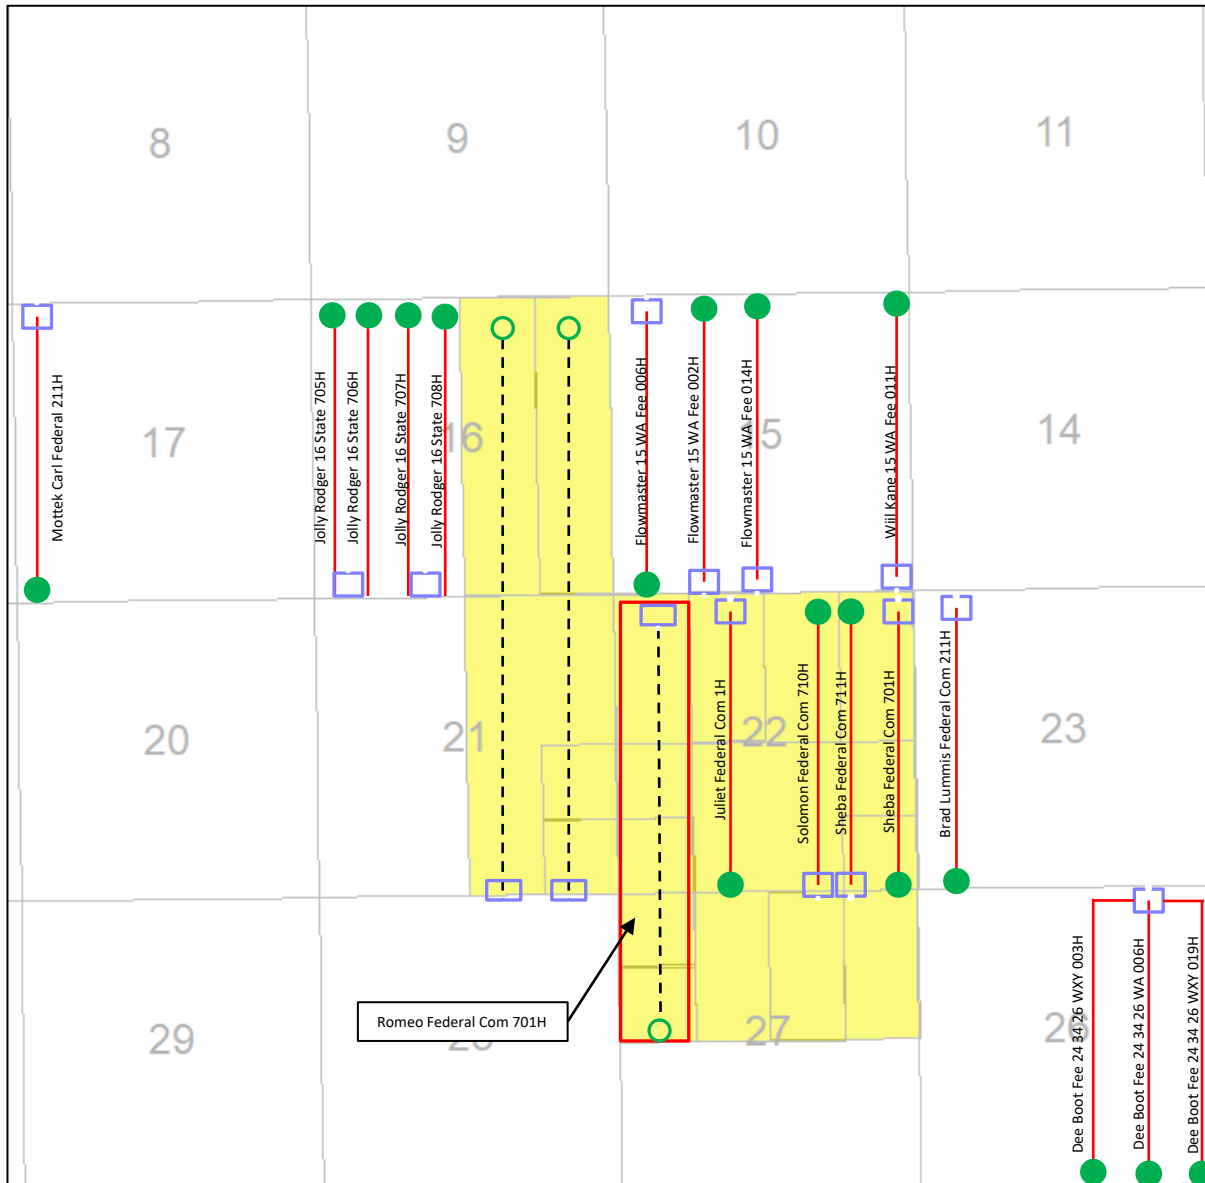 8
9
10
11
17
16
15
14
Mottek Carl Federal 211H
Jolly Rodger 16 State 705H
Jolly Rodger 16 State 706H
Jolly Rodger 16 State 707H
Jolly Rodger 16 State 708H
Flowmaster 15 WA Fee 006H
Flowmaster 15 WA Fee 002H
Flowmaster 15 WA Fee 014H
Wiil Kane 15 WA Fee 011H
20
21
22
23
Juliet Federal Com 1H
Solomon Federal Com 710H
Sheba Federal Com 711H
Sheba Federal Com 701H
Brad Lummis Federal Com 211H
29
28
27
26
Romeo Federal Com 701H
Dee Boot Fee 24 34 26 WXY 003H
Dee Boot Fee 24 34 26 WA 006H
Dee Boot Fee 24 34 26 WXY 019H